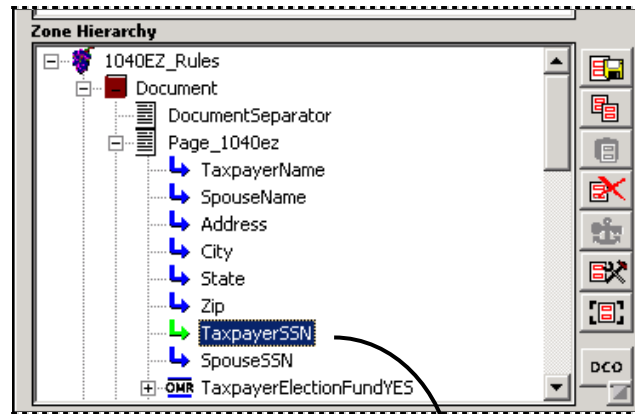 Zone Hierarchy
1040EZ_Rules
Document
DocumentSeparator
Page_1040ez
TaxpayerName
SpouseName
Address
City
State
Zip
TaxpayerSSN
SpouseSSN
OMR TaxpayerElectionFundYES
DCO